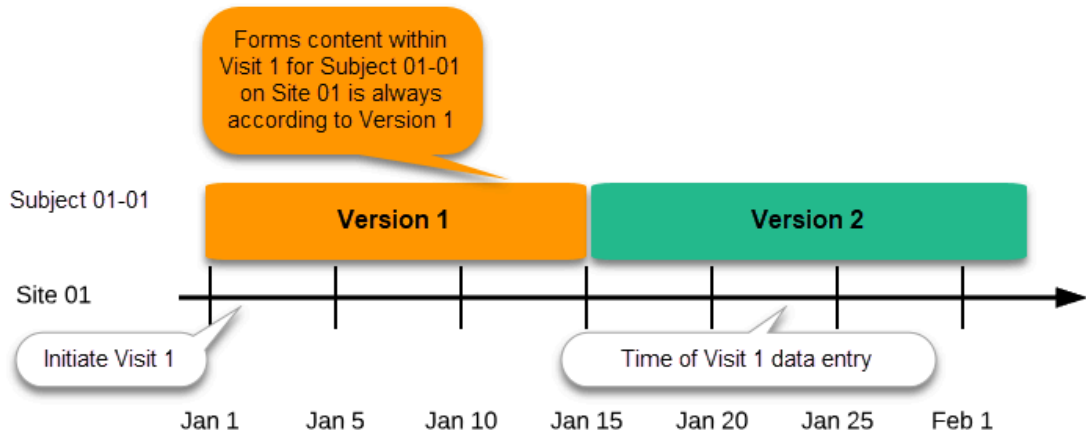 Forms content within
Visit 1 for Subject 01-01
on Site 01 is always
according to Version 1
Subject 01-01
Version 1
Version 2
Site 01
Initiate Visit 1
Time of Visit 1 data entry
Jan 1
Jan 5
Jan 10
Jan 15
Jan 20
Jan 25
Feb 1